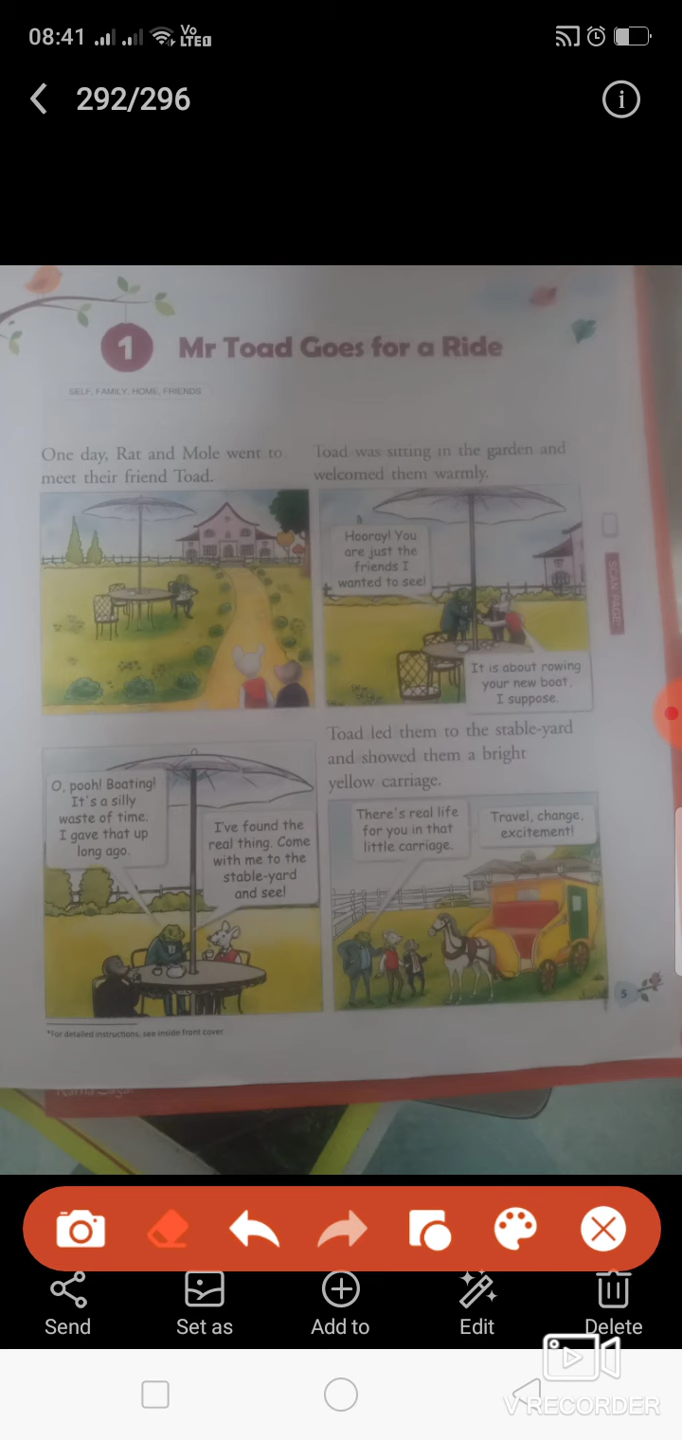 08:41
Vo
LTE1
292/296
1 Mr Toad Goes for a Ride
SELF, FAMILY, HOME, FRIENDS
One day, Rat and Mole went to
meet their friend Toad.
Toad was sitting in the garden and
welcomed them warmly.
Hooray! You
are just the
friends I
wanted to see!
It is about rowing
your new boat,
I suppose.
SCAN PAGE
O, pooh! Boating!
It's a silly
waste of time.
I gave that up
long ago.
I've found the
real thing. Come
with me to the
stable-yard
and see!
Toad led them to the stable-yard
and showed them a bright
yellow carriage.
There's real life
for you in that
little carriage.
Travel, change,
excitement!
*For detailed instructions, see inside front cover
5
Send
Set as
Add to
Edit
Delete
V RECORDER